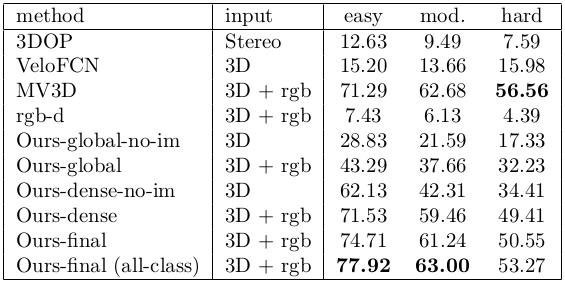 method input easy mod. hard
3DOP Stereo 12.63 9.49 7.59
VeloFCN 3D 15.20 13.66 15.98
MV3D 3D + rgb 71.29 62.68 56.56
rgb-d 3D + rgb 7.43 6.13 4.39
Ours-global-no-im 3D 28.83 21.59 17.33
Ours-global 3D + rgb 43.29 37.66 32.23
Ours-dense-no-im 3D 62.13 42.31 34.41
Ours-dense 3D + rgb 71.53 59.46 49.41
Ours-final 3D + rgb 74.71 61.24 50.55
Ours-final (all-class) 3D + rgb 77.92 63.00 53.27